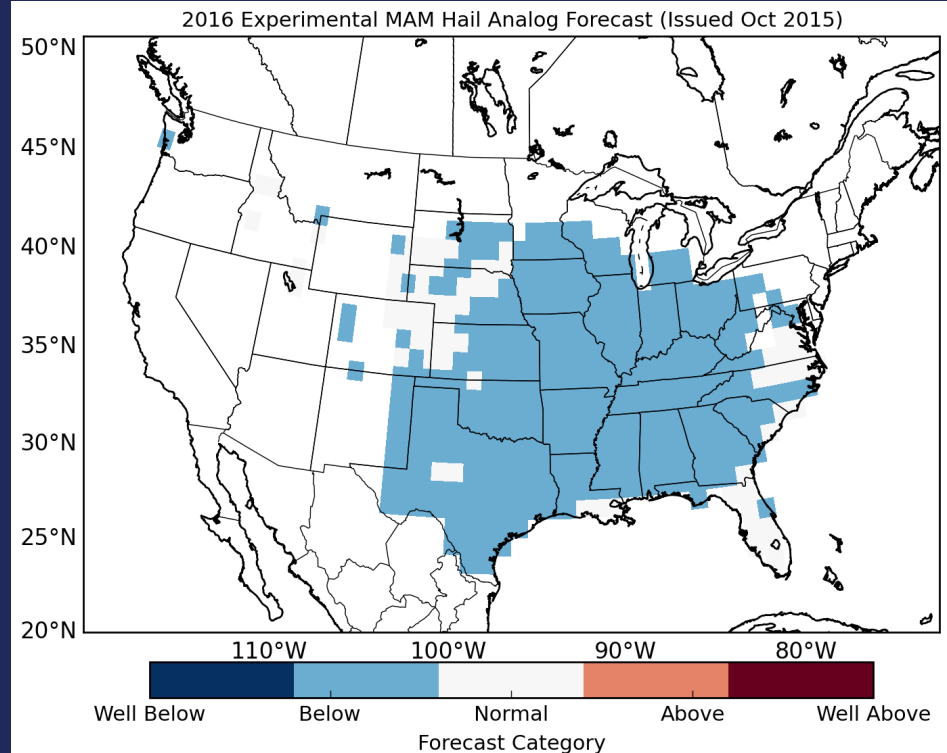 2016 Experimental MAM Hail Analog Forecast (Issued Oct 2015)
50°N
45°N
40°N
35°N
30°N
25°N
20°N
110°W 100°W 90°W 80°W
Well Below Below Normal Above Well Above
Forecast Category